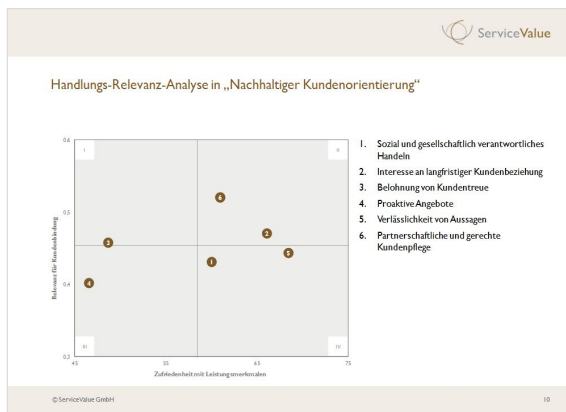 ServiceValue
Handlungs-Relevanz-Analyse in „Nachhaltiger Kundenorientierung“
0,6
I
II
0,5
6
2
3
5
1
0,4
4
III
IV
0,3
45
55
65
75
Relevanz für Kundenbindung
Zufriedenheit mit Leistungsmerkmalen
1. Sozial und gesellschaftlich verantwortliches
Handeln
2. Interesse an langfristiger Kundenbeziehung
3. Belohnung von Kundentreue
4. Proaktive Angebote
5. Verlässlichkeit von Aussagen
6. Partnerschaftliche und gerechte
Kundenpflege
© ServiceValue GmbH
10